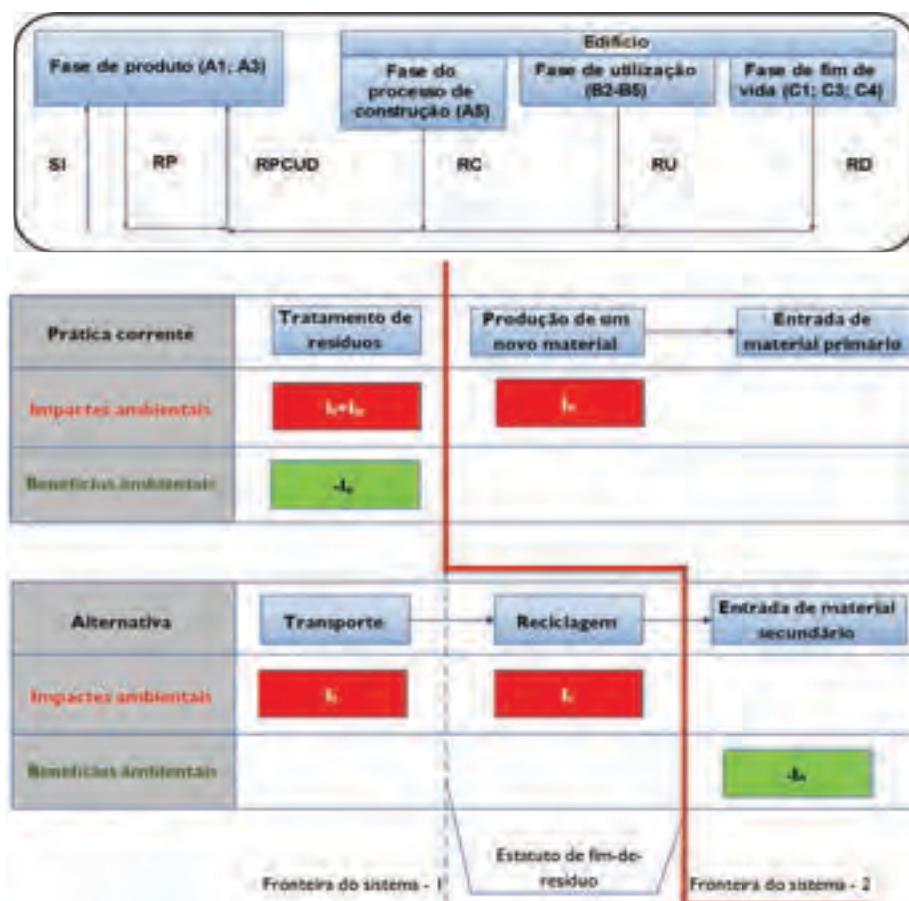 Edifício
Fase de produto (A1; A3)
Fase do
processo de
construção (A5)
Fase de utilização
(B2-B5)
Fase de fim de
vida (C1; C3; C4)
SI
RP
RPCUD
RC
RU
RD
Prática corrente
Tratamento de
resíduos
Produção de um
novo material
Entrada de
material primário
Impactes ambientais
Benefícios ambientais
Alternativa
Transporte
Reciclagem
Entrada de material
secundário
Impactes ambientais
Benefícios ambientais
Estatuto de fim-de-
resíduo
Fronteira do sistema - 1
Fronteira do sistema - 2